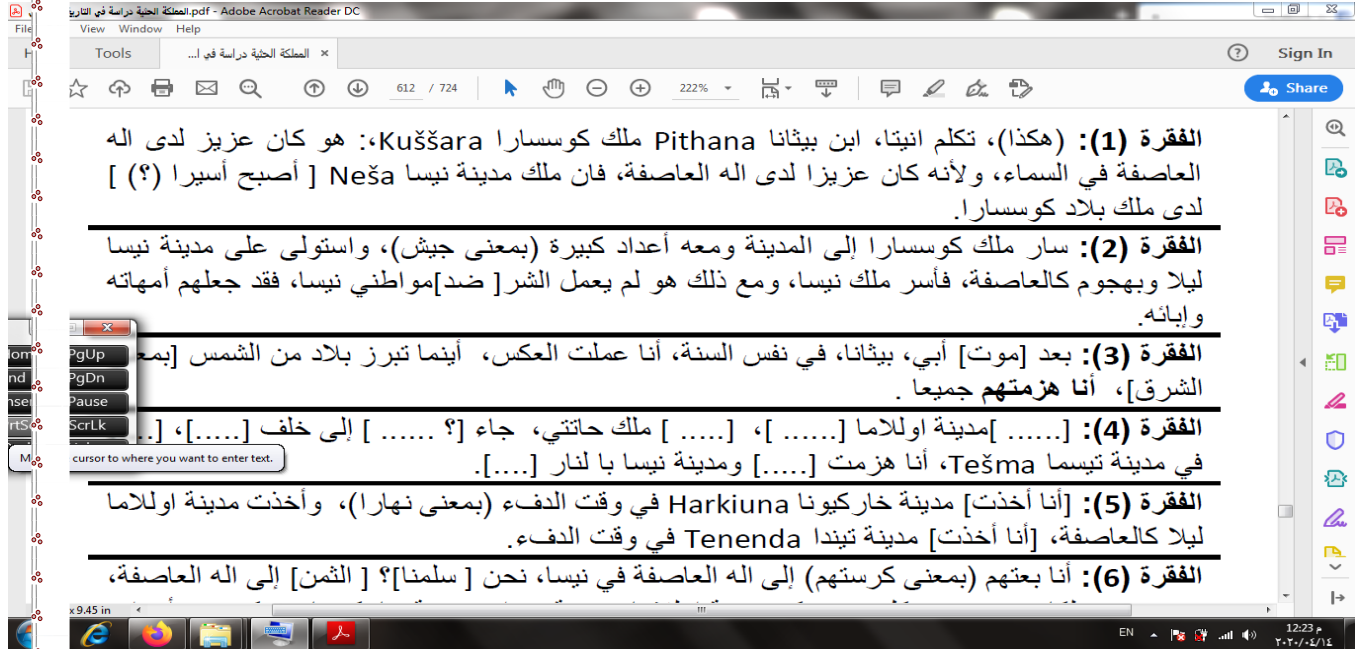 المملكة الحثية دراسة في التاريخ.pdf - Adobe Acrobat Reader DC
File View Window Help
Tools
المملكة الحثية دراسة في ا...
Sign In
612 / 724
222%
Share
الفقرة (1): (هكذا)، تكلم انيتا، ابن بيثانا Pithana ملك كوسسارا Kuššara،: هو كان عزيز لدى اله
العاصفة في السماء، ولأنه كان عزيزا لدى اله العاصفة، فان ملك مدينة نيسا Neša [ أصبح أسيرا (؟) ]
لدى ملك بلاد كوسسارا.
الفقرة (2): سار ملك كوسسارا إلى المدينة ومعه أعداد كبيرة (بمعنى جيش)، واستولى على مدينة نيسا
ليلا وبهجوم كالعاصفة، فأسر ملك نيسا، ومع ذلك هو لم يعمل الشر[ ضد]مواطني نيسا، فقد جعلهم أمهاته
وإبائه.
الفقرة (3): بعد [موت] أبي، بيثانا، في نفس السنة، أنا عملت العكس، أينما تبرز بلاد من الشمس [بمع
الشرق]، أنا هزمتهم جميعا .
الفقرة (4): [...... ]مدينة اوللاما [...... ]، [..... ] ملك حاتتي، جاء [؟ ...... ] إلى خلف [.....]، [..
في مدينة تيسما Tešma، أنا هزمت [.....] ومدينة نيسا با لنار [....].
الفقرة (5): [أنا أخذت] مدينة خاركيونا Harkiuna في وقت الدفء (بمعنى نهارا)، وأخذت مدينة اوللاما
ليلا كالعاصفة، [أنا أخذت] مدينة تيندا Tenenda في وقت الدفء.
الفقرة (6): أنا بعتهم (بمعنى كرستهم) إلى اله العاصفة في نيسا، نحن [ سلمنا]؟ [ الثمن] إلى اله العاصفة،
PgUp
PgDn
Pause
ScrLk
cursor to where you want to enter text.
x 9.45 in
EN
12:23 م
٢٠٢٠/٠٤/١٤